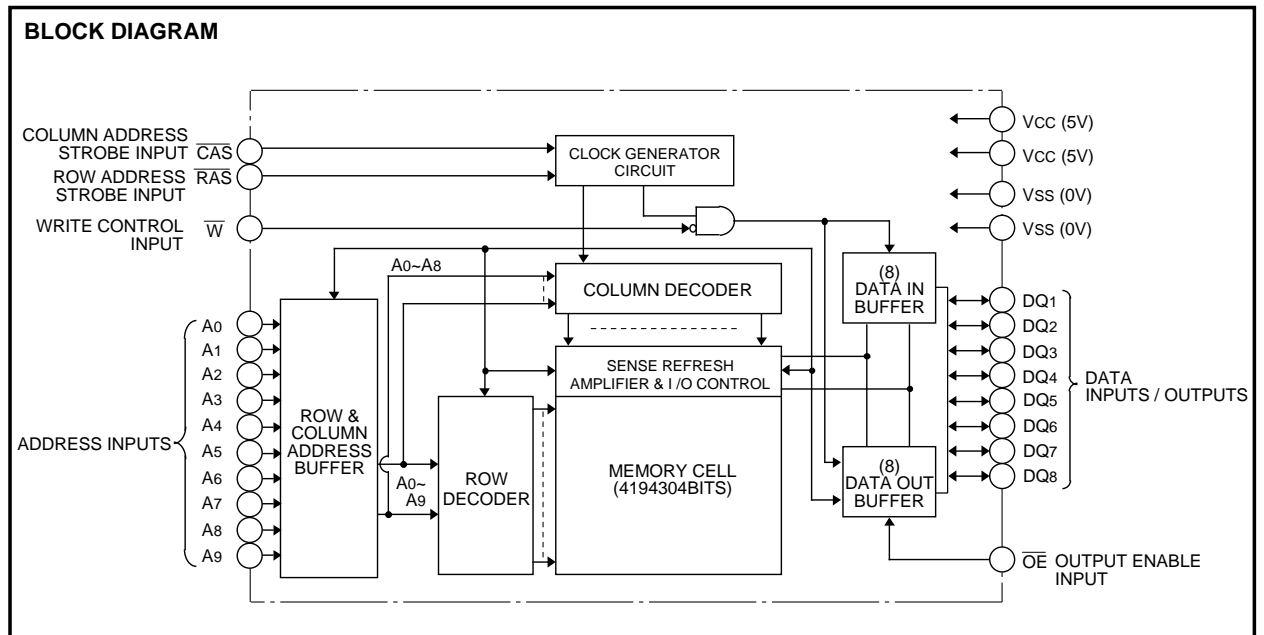 BLOCK DIAGRAM
COLUMN ADDRESS
STROBE INPUT CAS
ROW ADDRESS RAS
STROBE INPUT
WRITE CONTROL
INPUT W
CLOCK GENERATOR
CIRCUIT
VCC (5V)
VCC (5V)
VSS (0V)
VSS (0V)
A0~A8
COLUMN DECODER
(8)
DATA IN
BUFFER
ADDRESS INPUTS
A0
A1
A2
A3
A4
A5
A6
A7
A8
A9
ROW &
COLUMN
ADDRESS
BUFFER
A0~
A9
ROW
DECODER
SENSE REFRESH
AMPLIFIER & I /O CONTROL
MEMORY CELL
(4194304BITS)
(8)
DATA OUT
BUFFER
DQ1
DQ2
DQ3
DQ4
DQ5
DQ6
DQ7
DQ8
DATA
INPUTS / OUTPUTS
OE OUTPUT ENABLE
INPUT